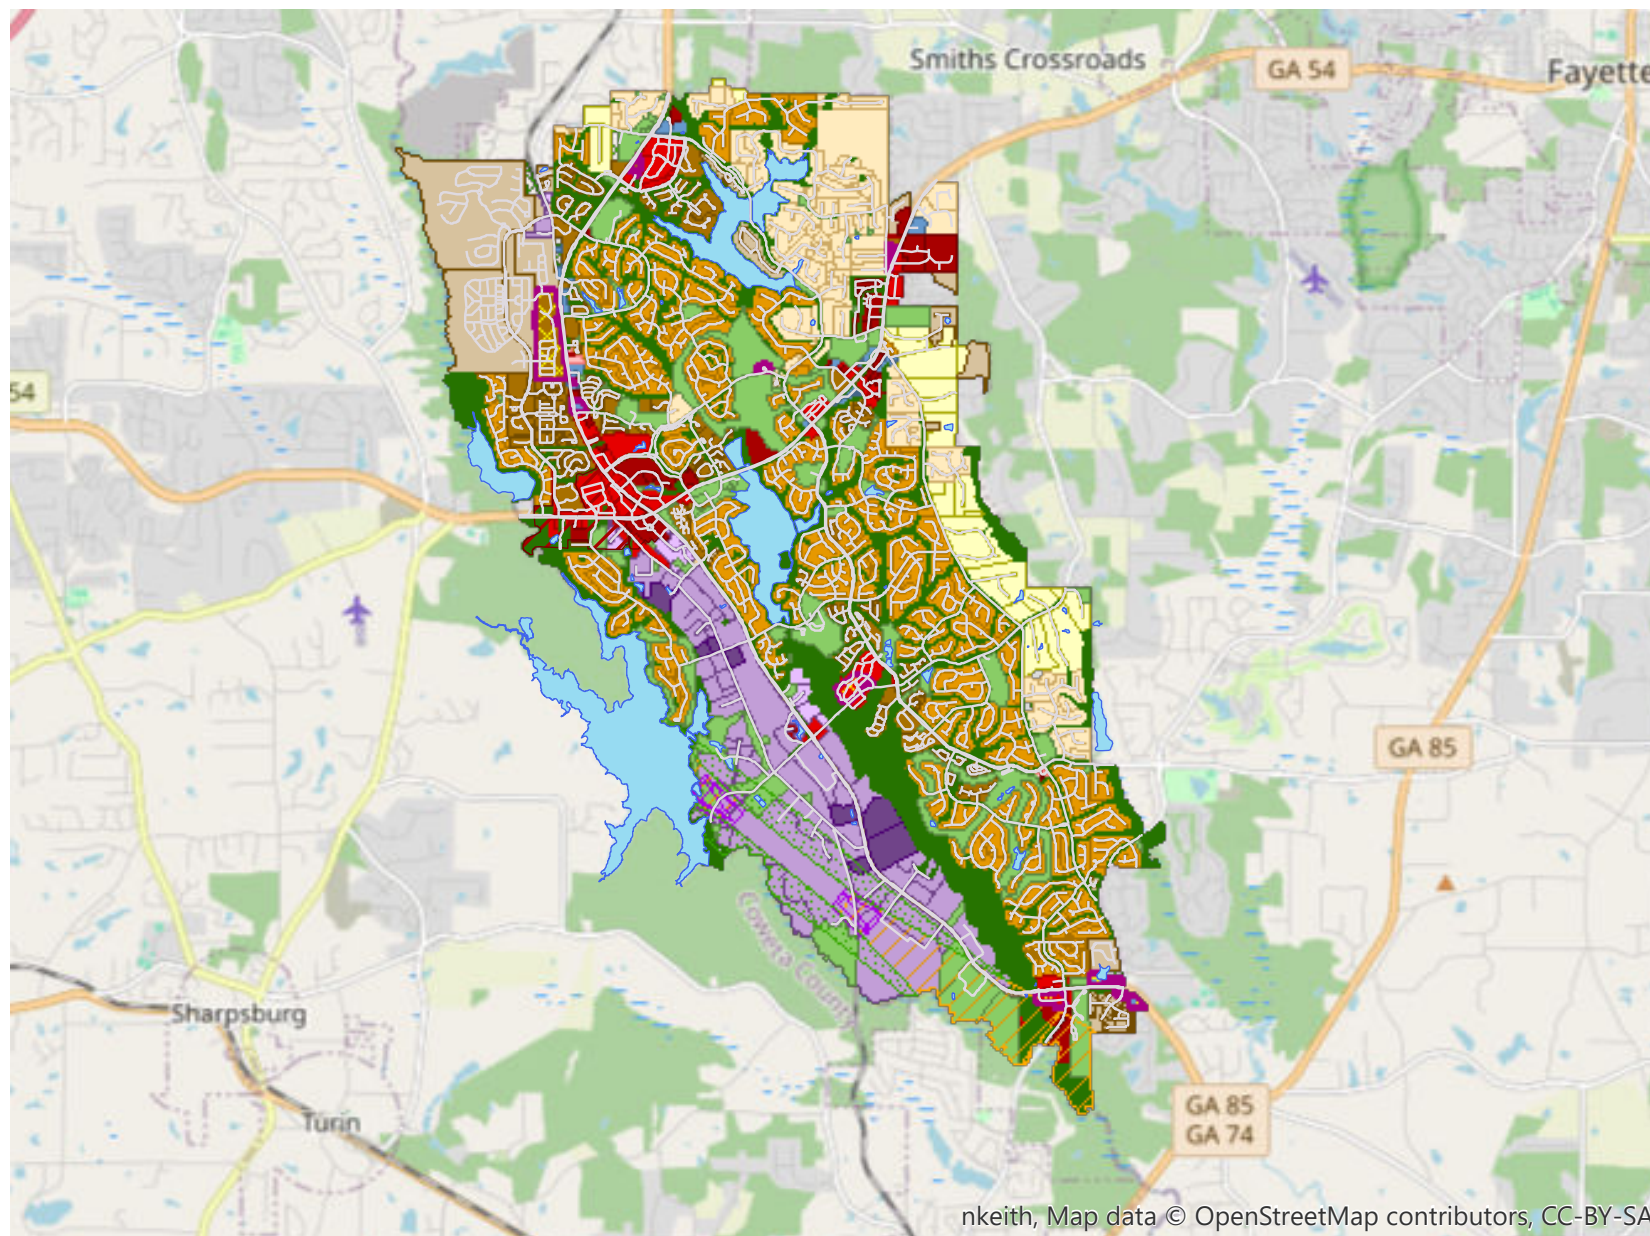 Smiths Crossroads
GA 54
Fayette
54
GA 85
Coweta County
Sharpsburg
Turin
GA 85
GA 74
nkeith, Map data © OpenStreetMap contributors, CC-BY-SA